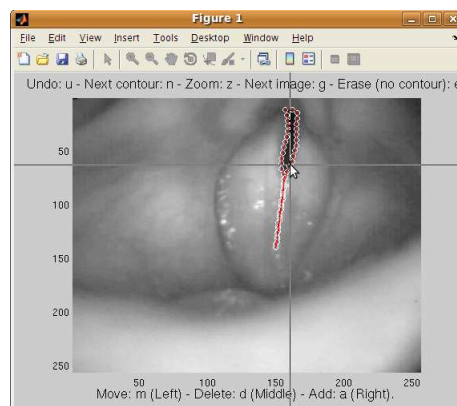 Figure 1
File Edit View Insert Tools Desktop Window Help
Undo: u - Next contour: n - Zoom: z - Next image: g - Erase (no contour): e
50
100
150
200
250
50 100 150 200 250
Move: m (Left) - Delete: d (Middle) - Add: a (Right).